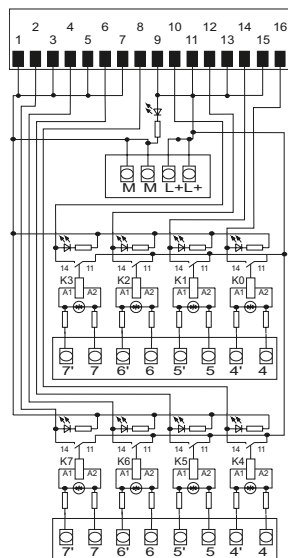 2 4 6 8 10 12 14 16
1 3 5 7 9 11 13 15
M M L+ L+
14 11 14 11 14 11 14 11
K3 K2 K1 K0
A1 A2 A1 A2 A1 A2 A1 A2
7' 7 6' 6 5' 5 4' 4
14 11 14 11 14 11 14 11
K7 K6 K5 K4
A1 A2 A1 A2 A1 A2 A1 A2
7' 7 6' 6 5' 5 4' 4